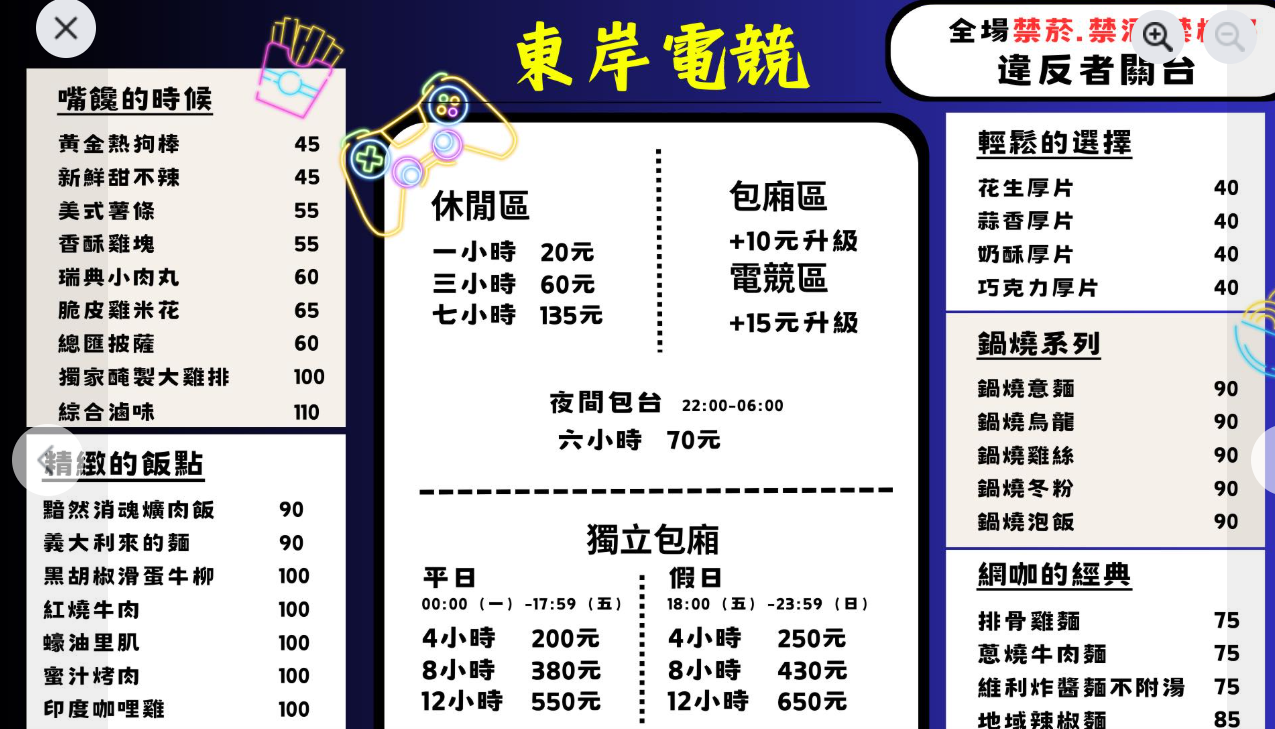 東岸電競
全場禁菸.禁
違反者關台
嘴饞的時候
黃金熱狗棒 45
新鮮甜不辣 45
美式薯條 55
香酥雞塊 55
瑞典小肉丸 60
脆皮雞米花 65
總匯披薩 60
獨家醃製大雞排 100
綜合滷味 110
精緻的飯點
黯然消魂爌肉飯 90
義大利來的麵 90
黑胡椒滑蛋牛柳 100
紅燒牛肉 100
蠔油里肌 100
蜜汁烤肉 100
印度咖哩雞 100
休閒區
一小時 20元
三小時 60元
七小時 135元
包廂區
+10元升級
電競區
+15元升級
夜間包台 22:00-06:00
六小時 70元
獨立包廂
平日
00:00 (一) -17:59 (五)
4小時 200元
8小時 380元
12小時 550元
假日
18:00 (五) -23:59 (日)
4小時 250元
8小時 430元
12小時 650元
輕鬆的選擇
花生厚片 40
蒜香厚片 40
奶酥厚片 40
巧克力厚片 40
鍋燒系列
鍋燒意麵 90
鍋燒烏龍 90
鍋燒雞絲 90
鍋燒冬粉 90
鍋燒泡飯 90
網咖的經典
排骨雞麵 75
蔥燒牛肉麵 75
維利炸醬麵不附湯 75
地域辣椒麵 85